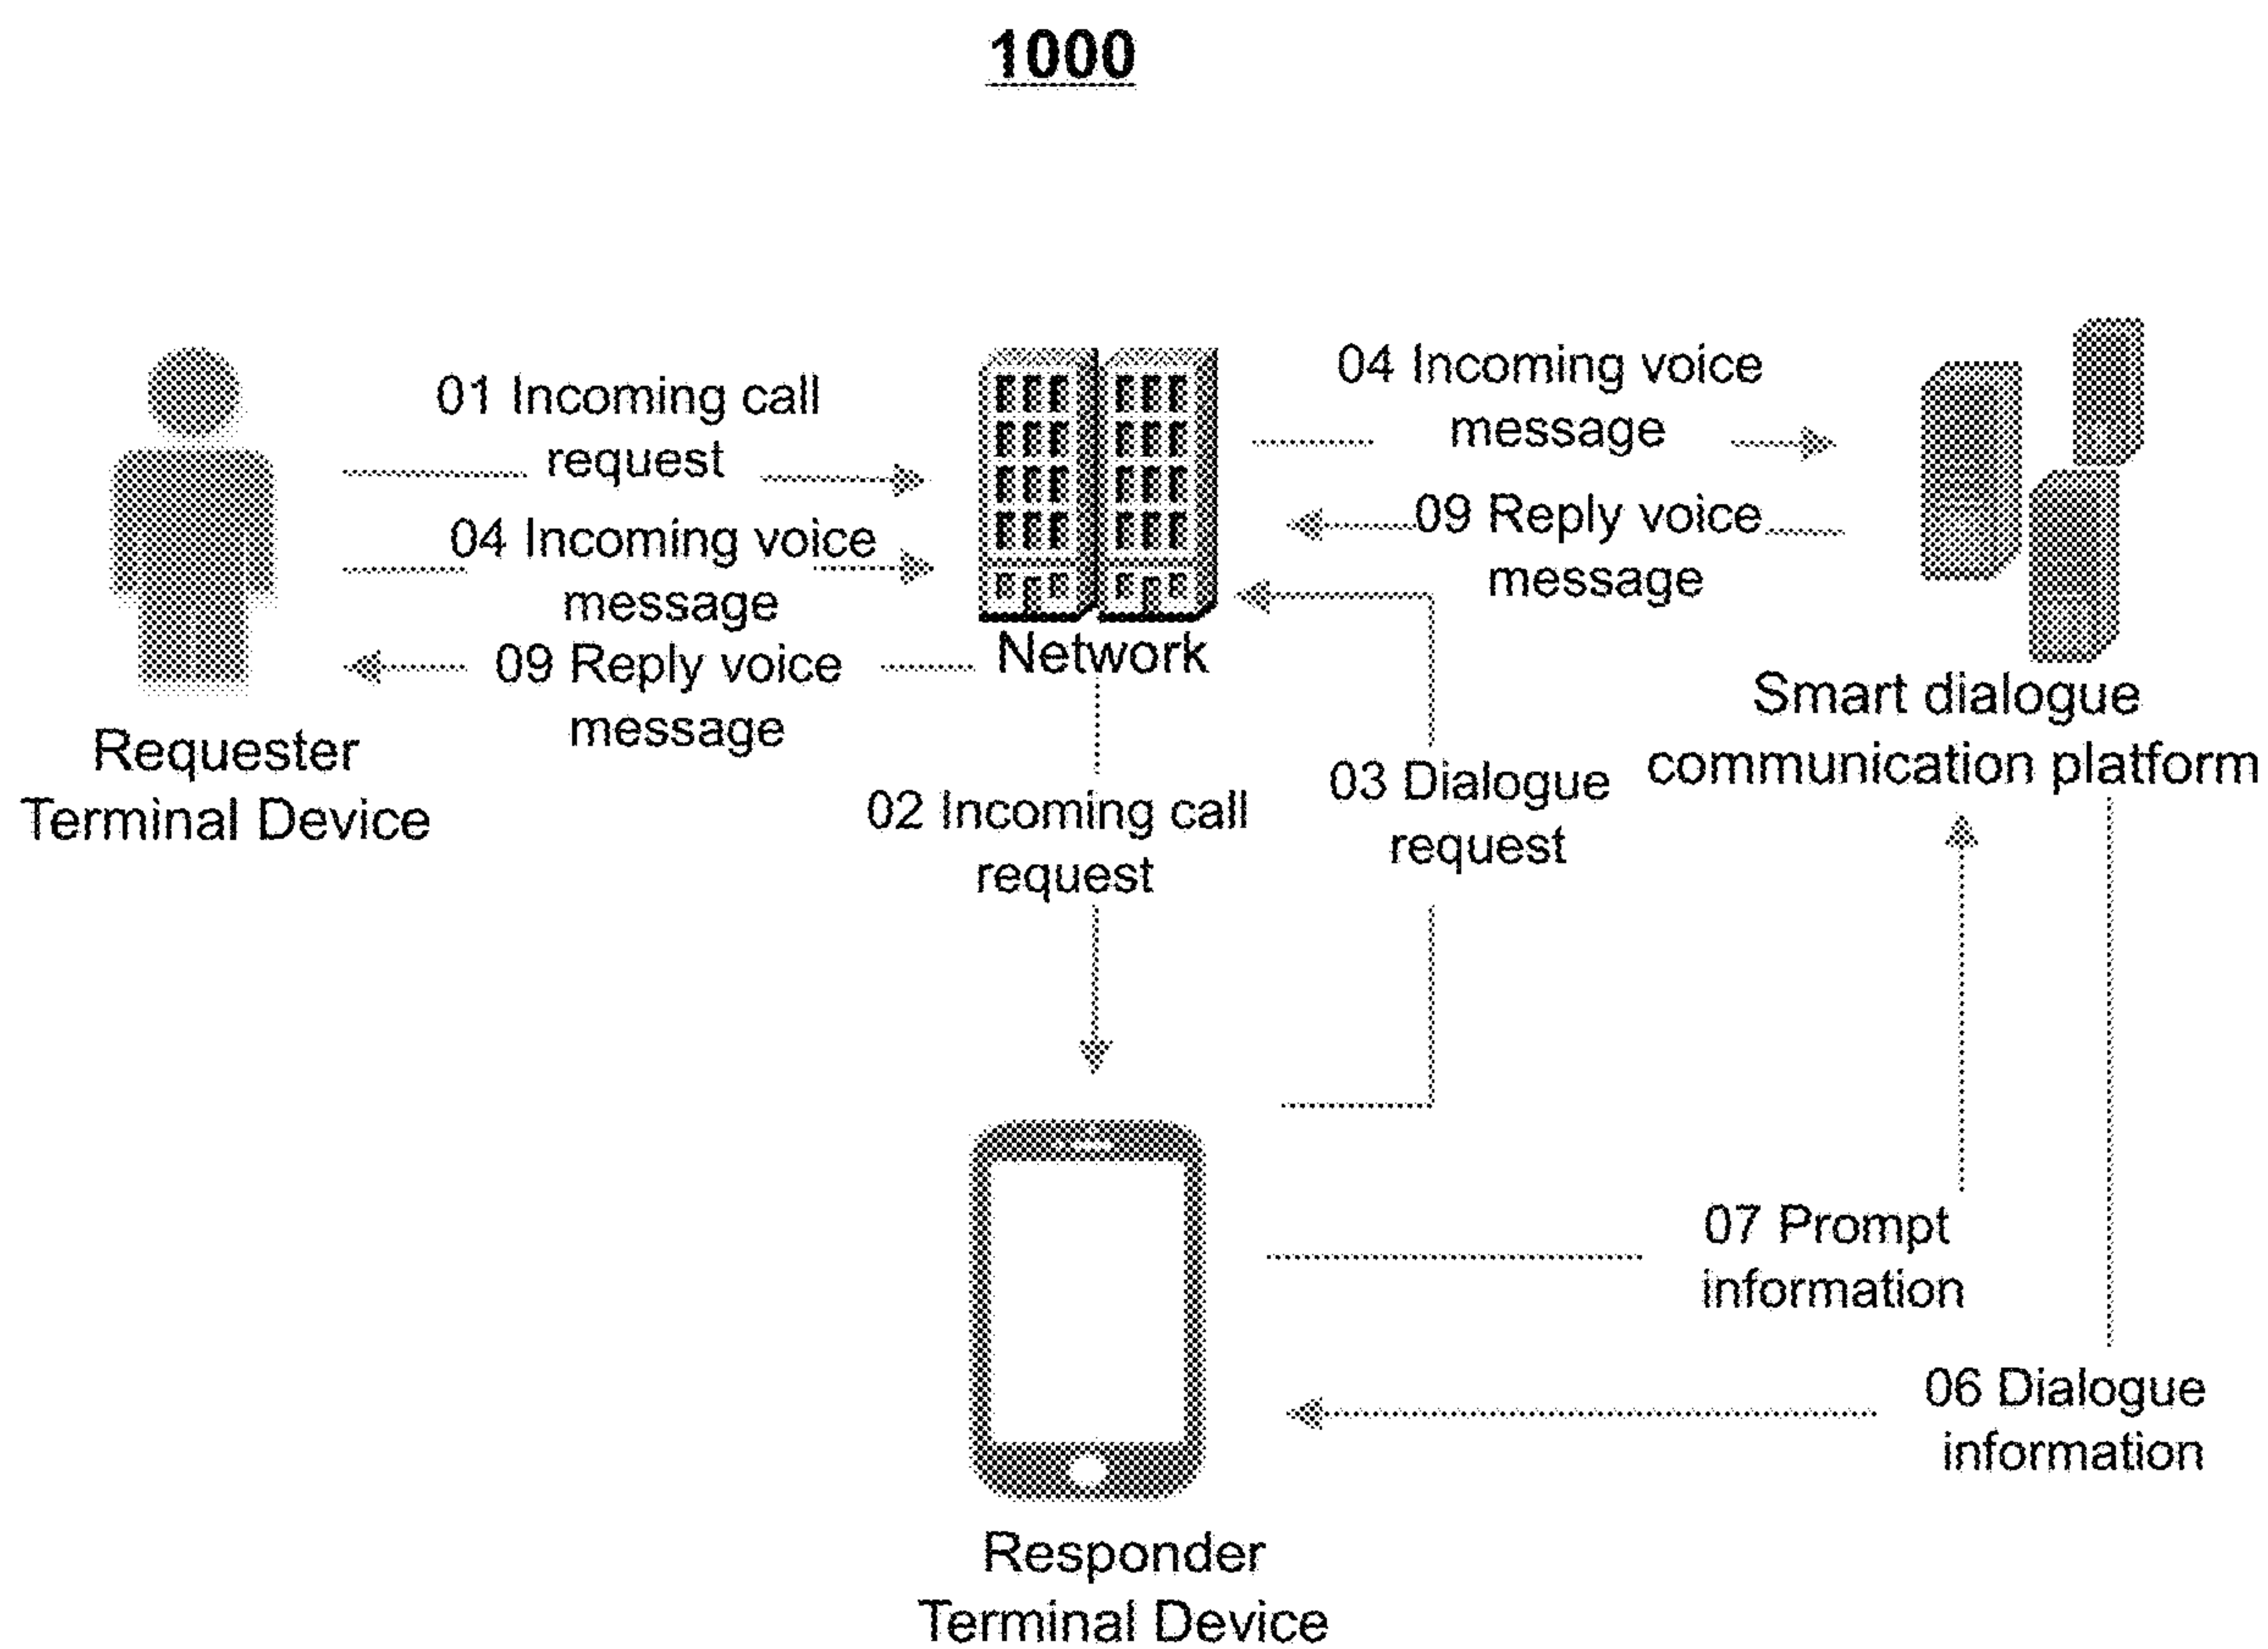 1000
01 Incoming call
request
04 Incoming voice
message
09 Reply voice
message
Requester
Terminal Device
Network
04 Incoming voice
message
09 Reply voice
message
Smart dialogue
communication platform
02 Incoming call
request
03 Dialogue
request
07 Prompt
information
06 Dialogue
information
Responder
Terminal Device